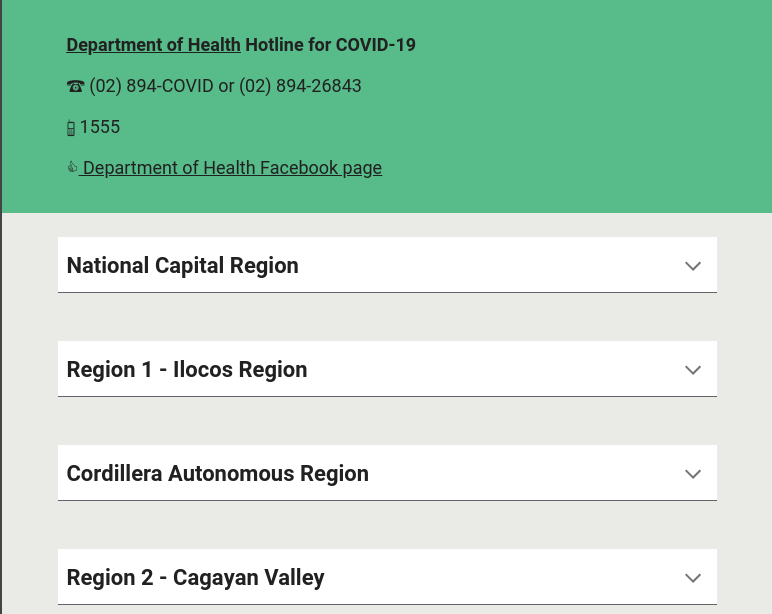 Department of Health Hotline for COVID-19
☎ (02) 894-COVID or (02) 894-26843
📱 1555
👍 Department of Health Facebook page
National Capital Region
Region 1 - Ilocos Region
Cordillera Autonomous Region
Region 2 - Cagayan Valley